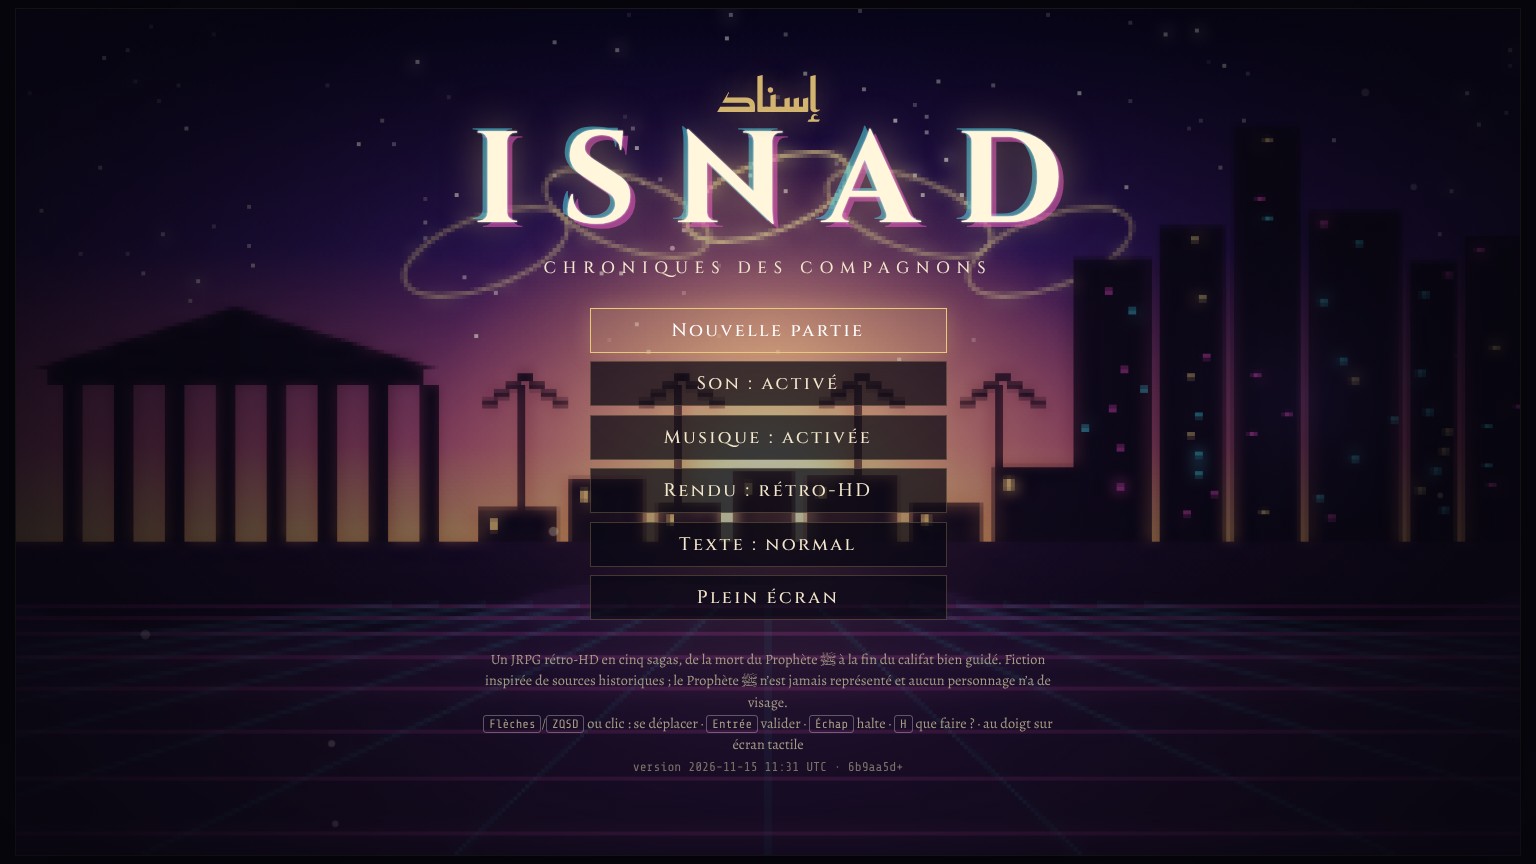 إسناد
ISNAD
CHRONIQUES DES COMPAGNONS
Nouvelle partie
Son : activé
Musique : activée
Rendu : rétro-HD
Texte : normal
Plein écran
Un JRPG rétro-HD en cinq sagas, de la mort du Prophète ﷺ à la fin du califat bien guidé. Fiction
inspirée de sources historiques ; le Prophète ﷺ n'est jamais représenté et aucun personnage n'a de
visage.
Flèches/ZQSD ou clic : se déplacer · Entrée valider · Échap halte · H que faire ? · au doigt sur
écran tactile
version 2026-11-15 11:31 UTC · 6b9aa5d+